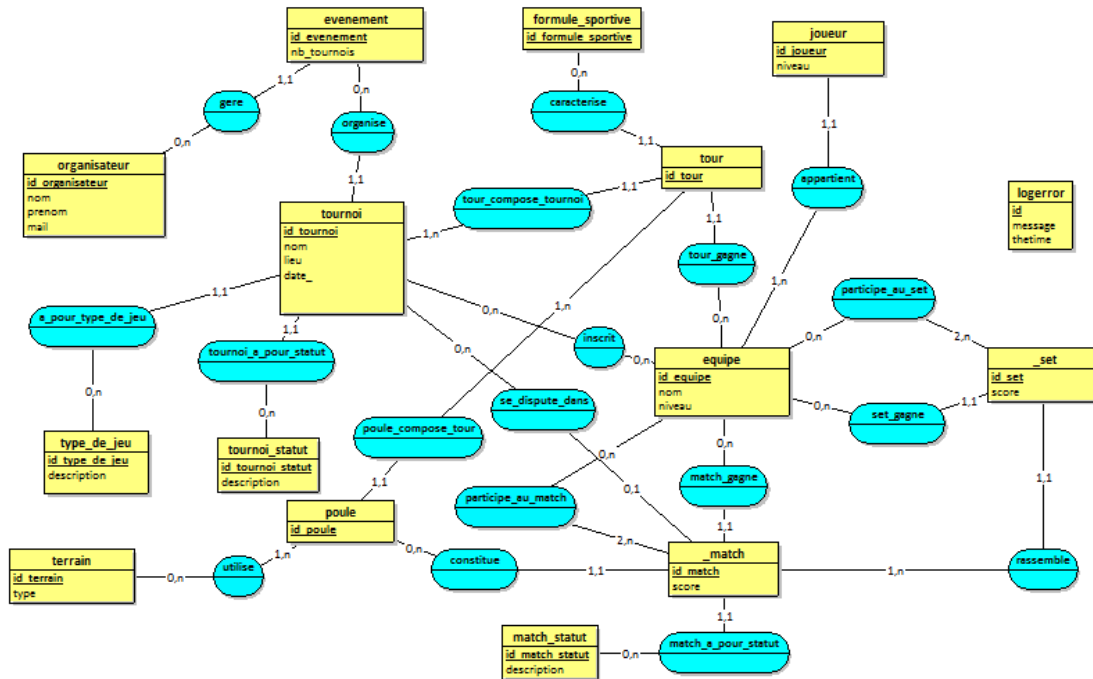 evenement
id_evenement
nb_tournois
formule_sportive
id_formule_sportive
joueur
id_joueur
niveau
1,1
0,n
0,n
gere
organise
caracterise
1,1
0,n
1,1
organisateur
id_organisateur
nom
prenom
mail
1,1
tour
id_tour
appartient
logerror
id
message
thetime
tour_compose_tournoi
1,1
1,n
tournoi
id_tournoi
nom
lieu
date_
1,1
tour_gagne
1,n
participe_au_set
1,1
a_pour_type_de_jeu
1,1
tournoi_a_pour_statut
0,n
0,n
1,n
inscrit
0,n
0,n
0,n
2,n
equipe
id_equipe
nom
niveau
_set
id_set
score
0,n
1,1
set_gagne
0,n
0,n
se_dispute_dans
poule_compose_tour
type_de_jeu
id_type_de_jeu
description
tournoi_statut
id_tournoi_statut
description
0,n
0,n
match_gagne
0,1
1,1
1,1
participe_au_match
1,1
poule
id_poule
2,n
_match
id_match
score
terrain
id_terrain
type
0,n
utilise
1,n
0,n
constitue
1,1
1,n
rassemble
1,1
match_statut
id_match_statut
description
0,n
match_a_pour_statut